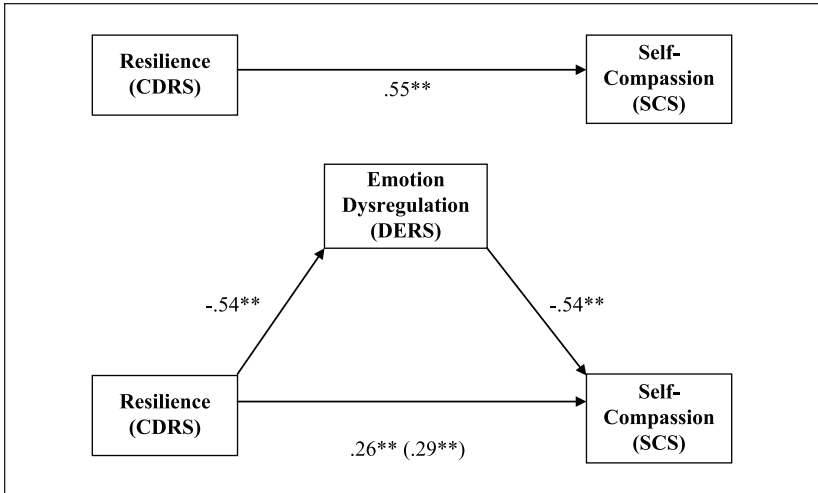 Resilience
(CDRS)
.55**
Self-
Compassion
(SCS)
Emotion
Dysregulation
(DERS)
-.54**
-.54**
Resilience
(CDRS)
.26** (.29**)
Self-
Compassion
(SCS)